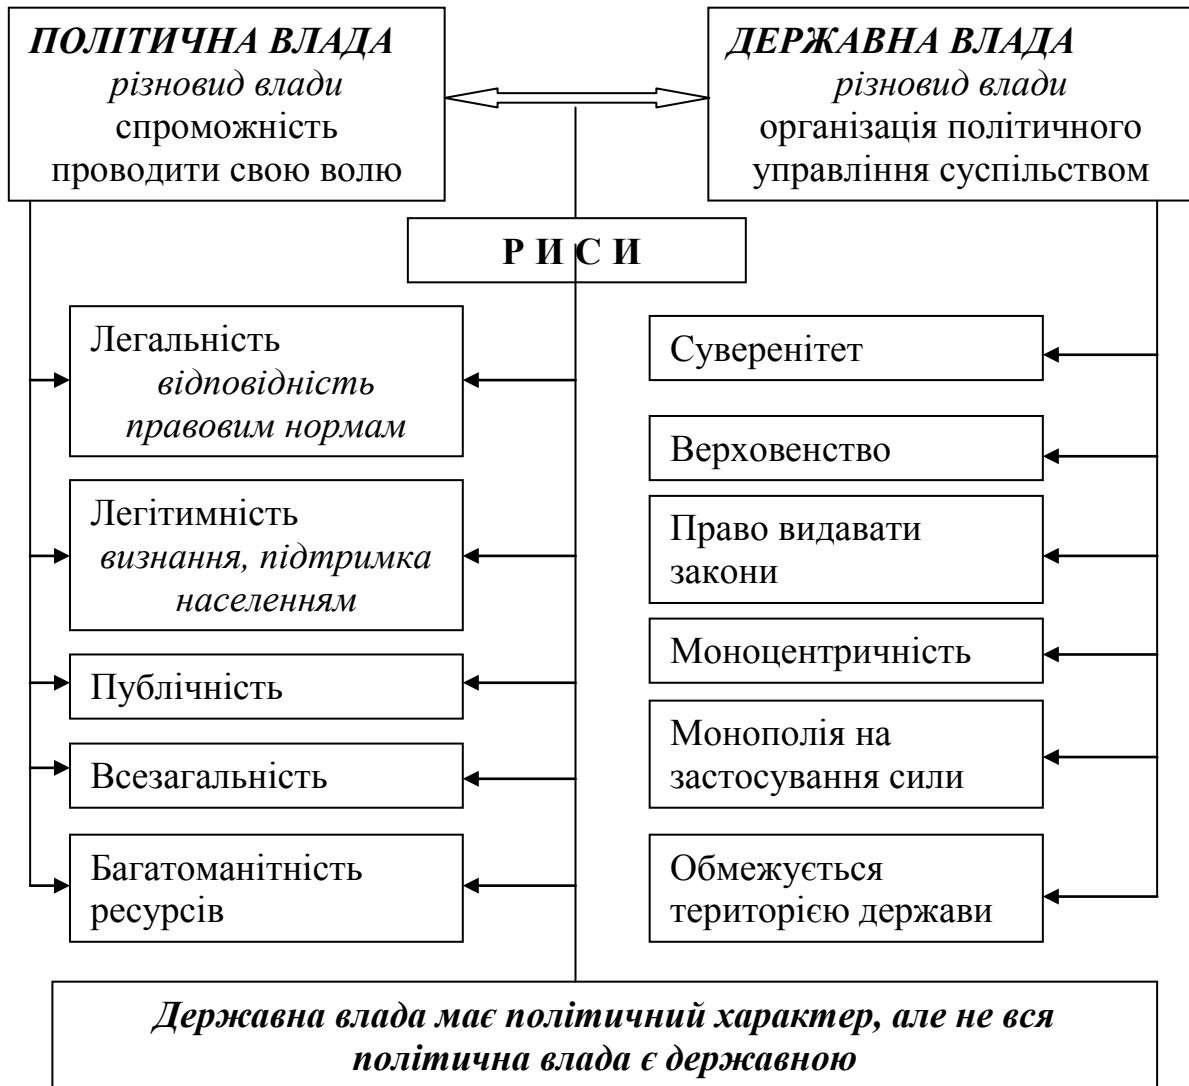 ПОЛІТИЧНА ВЛАДА
різновид влади
спроможність
проводити свою волю
ДЕРЖАВНА ВЛАДА
різновид влади
організація політичного
управління суспільством
Р И С И
Легальність
відповідність
правовим нормам
Легітимність
визнання, підтримка
населенням
Публічність
Всезагальність
Багатоманітність
ресурсів
Суверенітет
Верховенство
Право видавати
закони
Моноцентричність
Монополія на
застосування сили
Обмежується
територією держави
Державна влада має політичний характер, але не вся
політична влада є державною